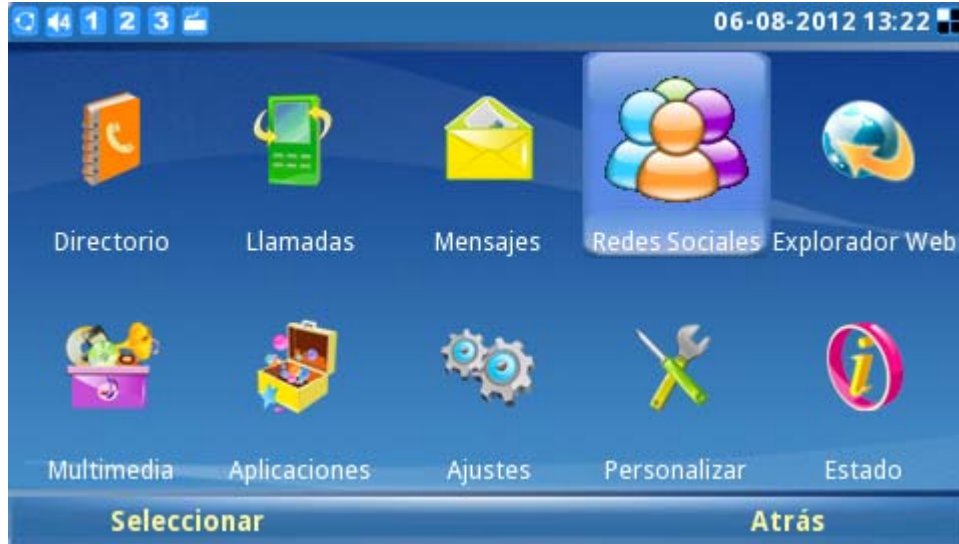 4 1 2 3 06-08-2012 13:22
Directorio Llamadas Mensajes Redes Sociales Explorador Web
Multimedia Aplicaciones Ajustes Personalizar Estado
Seleccionar Atrás